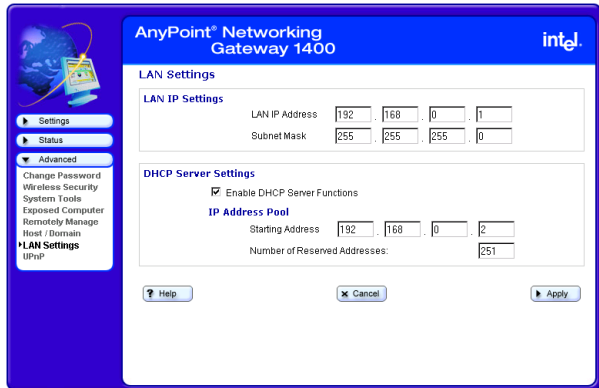 AnyPoint® Networking
Gateway 1400
intel.
Settings
Status
Advanced
Change Password
Wireless Security
System Tools
Exposed Computer
Remotely Manage
Host / Domain
LAN Settings
UPnP
LAN Settings
LAN IP Settings
LAN IP Address 192 . 168 . 0 . 1
Subnet Mask 255 . 255 . 255 . 0
DHCP Server Settings
Enable DHCP Server Functions
IP Address Pool
Starting Address 192 . 168 . 0 . 2
Number of Reserved Addresses: 251
? Help
Cancel
Apply